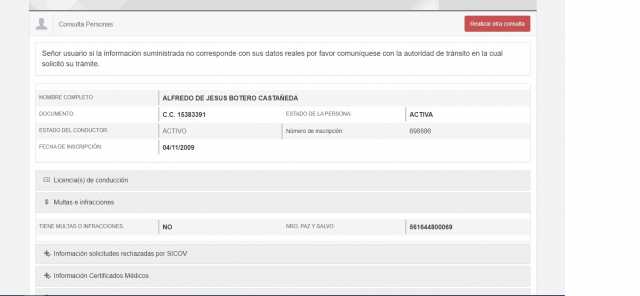 Consulta Personas
Realizar otra consulta
Señor usuario si la información suministrada no corresponde con sus datos reales por favor comuníquese con la autoridad de tránsito en la cual
solicitó su trámite.
NOMBRE COMPLETO: ALFREDO DE JESUS BOTERO CASTAÑEDA
DOCUMENTO: C.C. 15383391 ESTADO DE LA PERSONA: ACTIVA
ESTADO DEL CONDUCTOR: ACTIVO Número de inscripción 698698
FECHA DE INSCRIPCIÓN: 04/11/2009
Licencia(s) de conducción
$ Multas e infracciones
TIENE MULTAS O INFRACCIONES: NO NRO. PAZ Y SALVO: 561644800069
Información solicitudes rechazadas por SICOV
Información Certificados Médicos